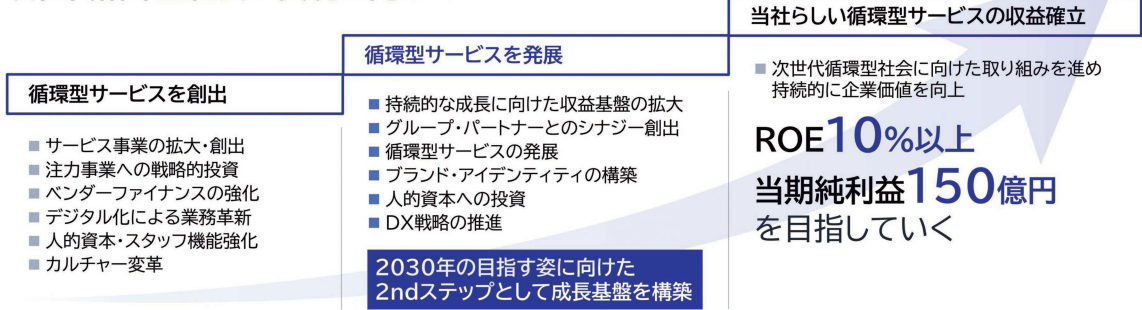 循環型サービスを創出
サービス事業の拡大・創出
注力事業への戦略的投資
ベンダーファイナンスの強化
デジタル化による業務革新
人的資本・スタッフ機能強化
カルチャー変革
循環型サービスを発展
持続的な成長に向けた収益基盤の拡大
グループ・パートナーとのシナジー創出
循環型サービスの発展
ブランド・アイデンティティの構築
人的資本への投資
DX戦略の推進
2030年の目指す姿に向けた
2ndステップとして成長基盤を構築
当社らしい循環型サービスの収益確立
次世代循環型社会に向けた取り組みを進め
持続的に企業価値を向上
ROE10%以上
当期純利益150億円
を目指していく